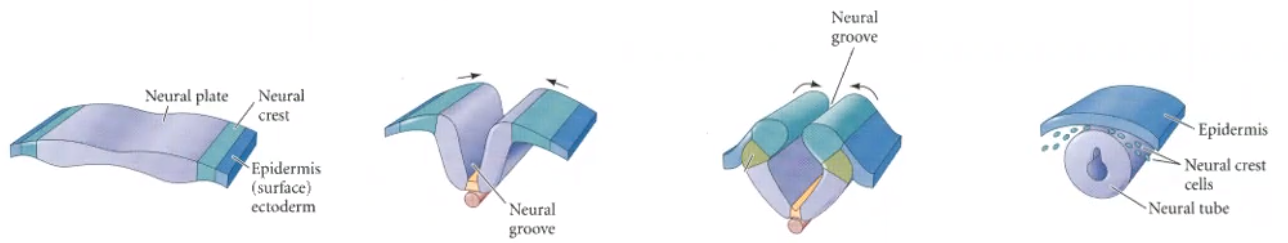 Neural plate
Neural
crest
Epidermis
(surface)
ectoderm
Neural
groove
Neural
groove
Epidermis
Neural crest
cells
Neural tube